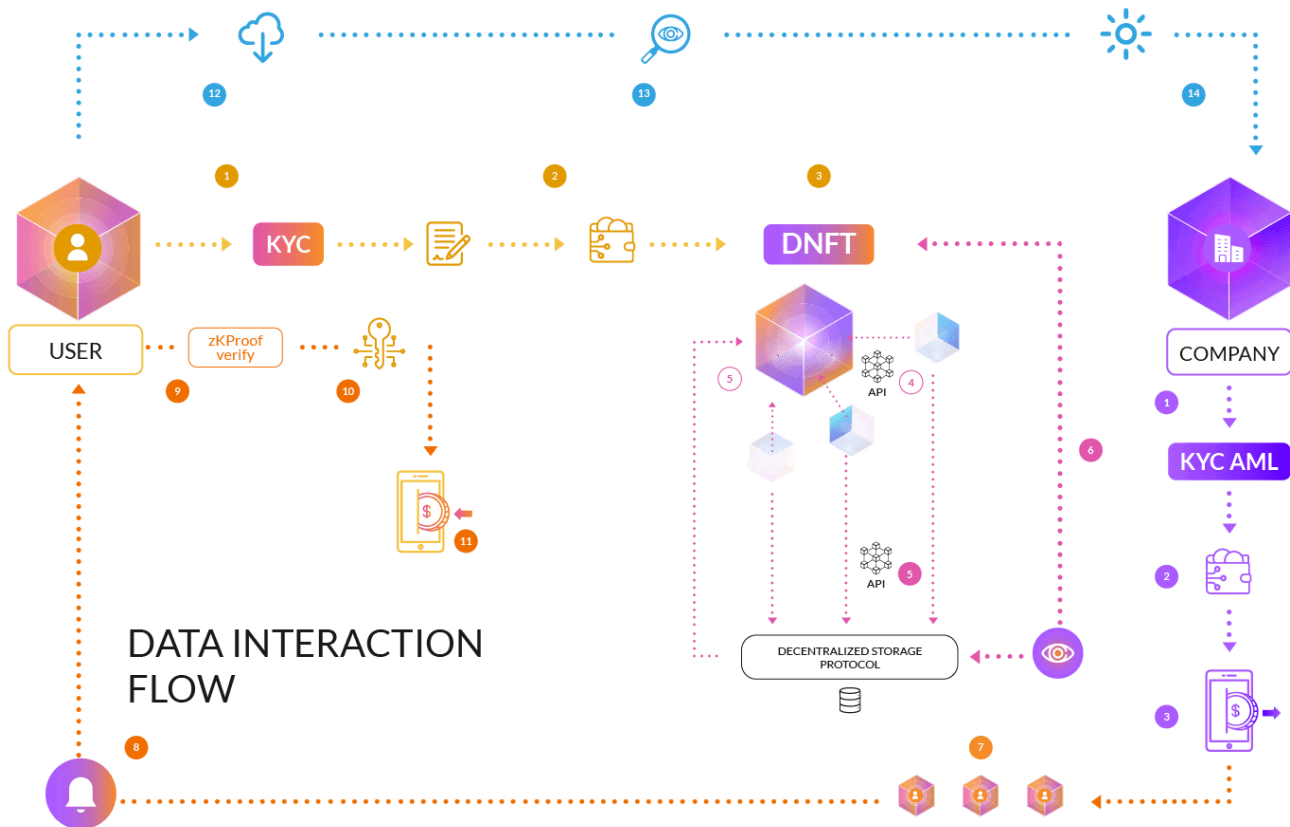 12
13
14
1
2
3
KYC
DNFT
USER
zKProof
verify
COMPANY
5
4
API
9
10
1
6
KYC AML
$
11
API
5
2
DATA INTERACTION
FLOW
DECENTRALIZED STORAGE
PROTOCOL
3
$
8
7